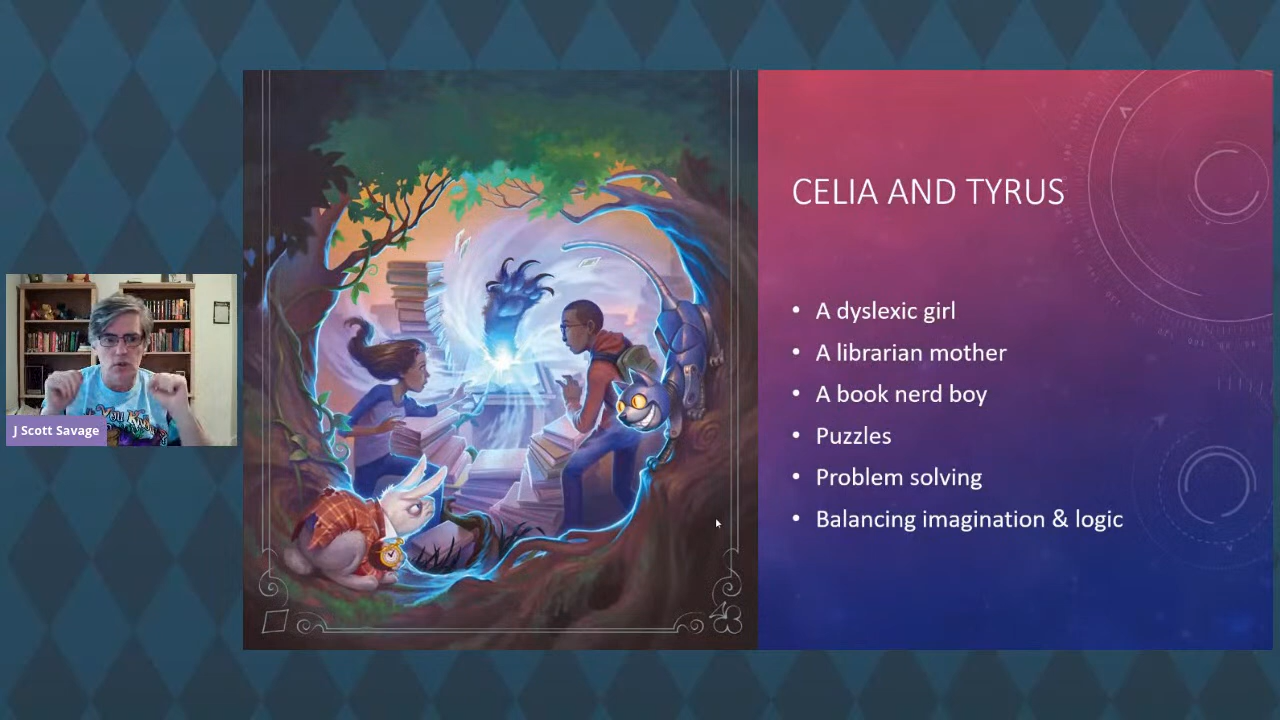 J Scott Savage
CELIA AND TYRUS
• A dyslexic girl
• A librarian mother
• A book nerd boy
• Puzzles
• Problem solving
• Balancing imagination & logic